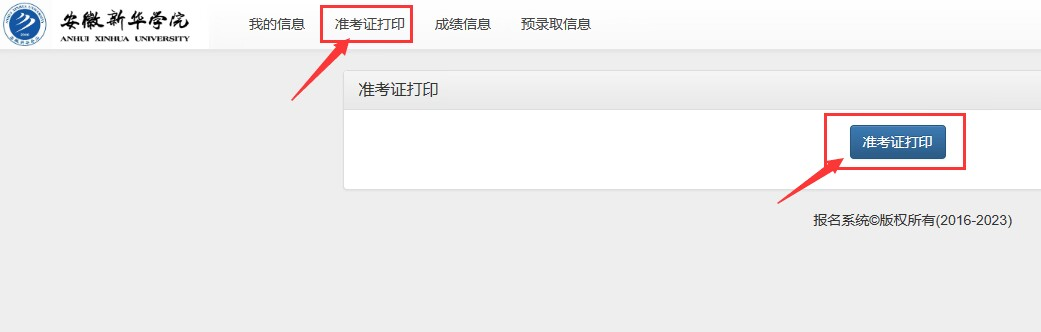 安徽新华学院
ANHUI XINHUA UNIVERSITY
我的信息 准考证打印 成绩信息 预录取信息
准考证打印
准考证打印
报名系统©版权所有(2016-2023)